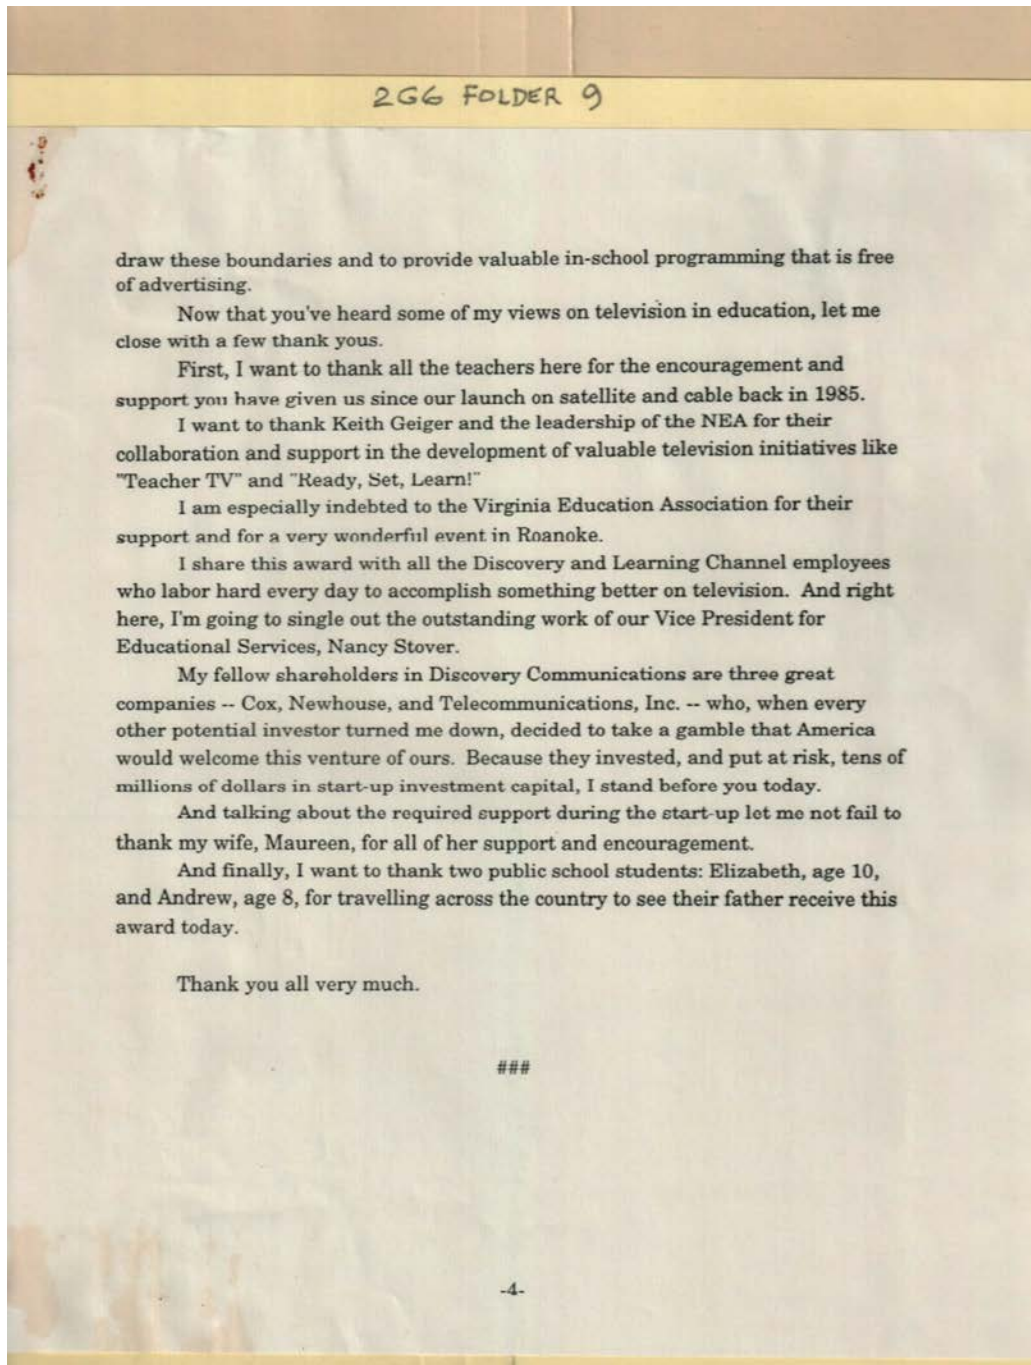 2G6 FOLDER 9
draw these boundaries and to provide valuable in-school programming that is free
of advertising.
Now that you've heard some of my views on television in education, let me
close with a few thank yous.
First, I want to thank all the teachers here for the encouragement and
support you have given us since our launch on satellite and cable back in 1985.
I want to thank Keith Geiger and the leadership of the NEA for their
collaboration and support in the development of valuable television initiatives like
"Teacher TV" and "Ready, Set, Learn!"
I am especially indebted to the Virginia Education Association for their
support and for a very wonderful event in Roanoke.
I share this award with all the Discovery and Learning Channel employees
who labor hard every day to accomplish something better on television.  And right
here, I'm going to single out the outstanding work of our Vice President for
Educational Services, Nancy Stover.
My fellow shareholders in Discovery Communications are three great
companies -- Cox, Newhouse, and Telecommunications, Inc. -- who, when every
other potential investor turned me down, decided to take a gamble that America
would welcome this venture of ours.  Because they invested, and put at risk, tens of
millions of dollars in start-up investment capital, I stand before you today.
And talking about the required support during the start-up let me not fail to
thank my wife, Maureen, for all of her support and encouragement.
And finally, I want to thank two public school students: Elizabeth, age 10,
and Andrew, age 8, for travelling across the country to see their father receive this
award today.
Thank you all very much.
###
-4-